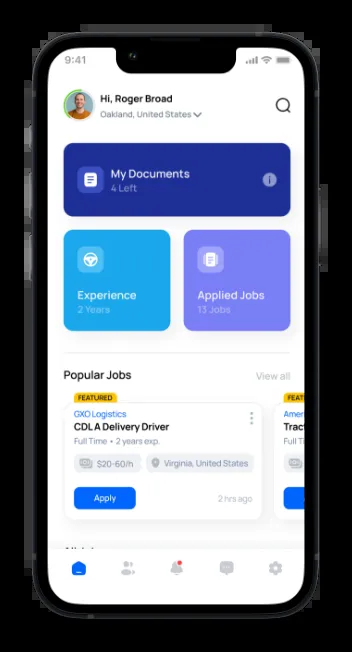 9:41
Hi, Roger Broad
Oakland, United States
My Documents
4 Left
Experience
2 Years
Applied Jobs
13 Jobs
Popular Jobs
View all
FEATURED
GXO Logistics
CDL A Delivery Driver
Full Time • 2 years exp.
$20-60/h
Virginia, United States
Apply
2 hrs ago
FEAT
Ameri
Tract
Full Ti